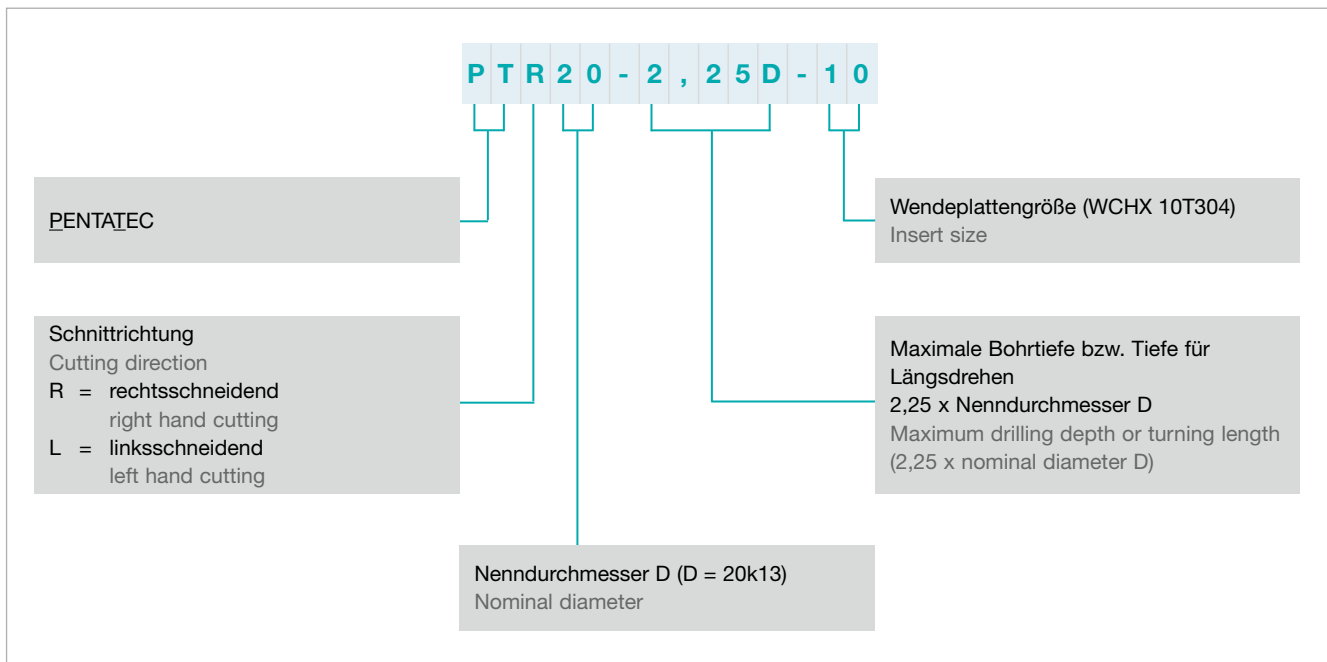 PTR20-2,25D-10
PENTATEC
Wendeplattengröße (WCHX 10T304)
Insert size
Schnittrichtung
Cutting direction
R = rechtsschneidend
right hand cutting
L = linksschneidend
left hand cutting
Maximale Bohrtiefe bzw. Tiefe für
Längsdrehen
2,25 x Nenndurchmesser D
Maximum drilling depth or turning length
(2,25 x nominal diameter D)
Nenndurchmesser D (D = 20k13)
Nominal diameter